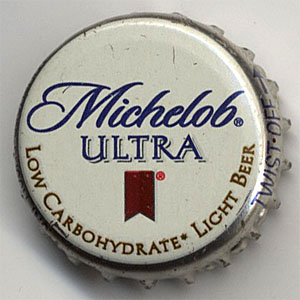 Michelob®
ULTRA
®
LOW CARBOHYDRATE* LIGHT BEER
TWIST-OFF